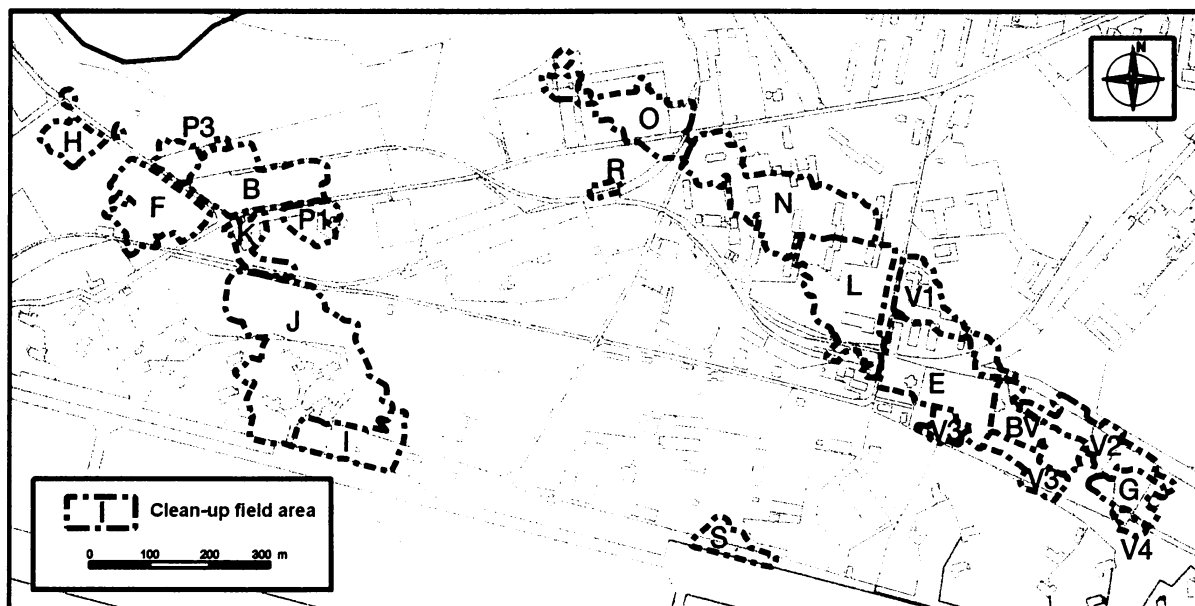 N
O
H
P3
R
B
F
N
P1
K
L
V1
J
E
V3
BV
V2
I
V3
G
S
V4
I Clean-up field area
0 100 200 300 m